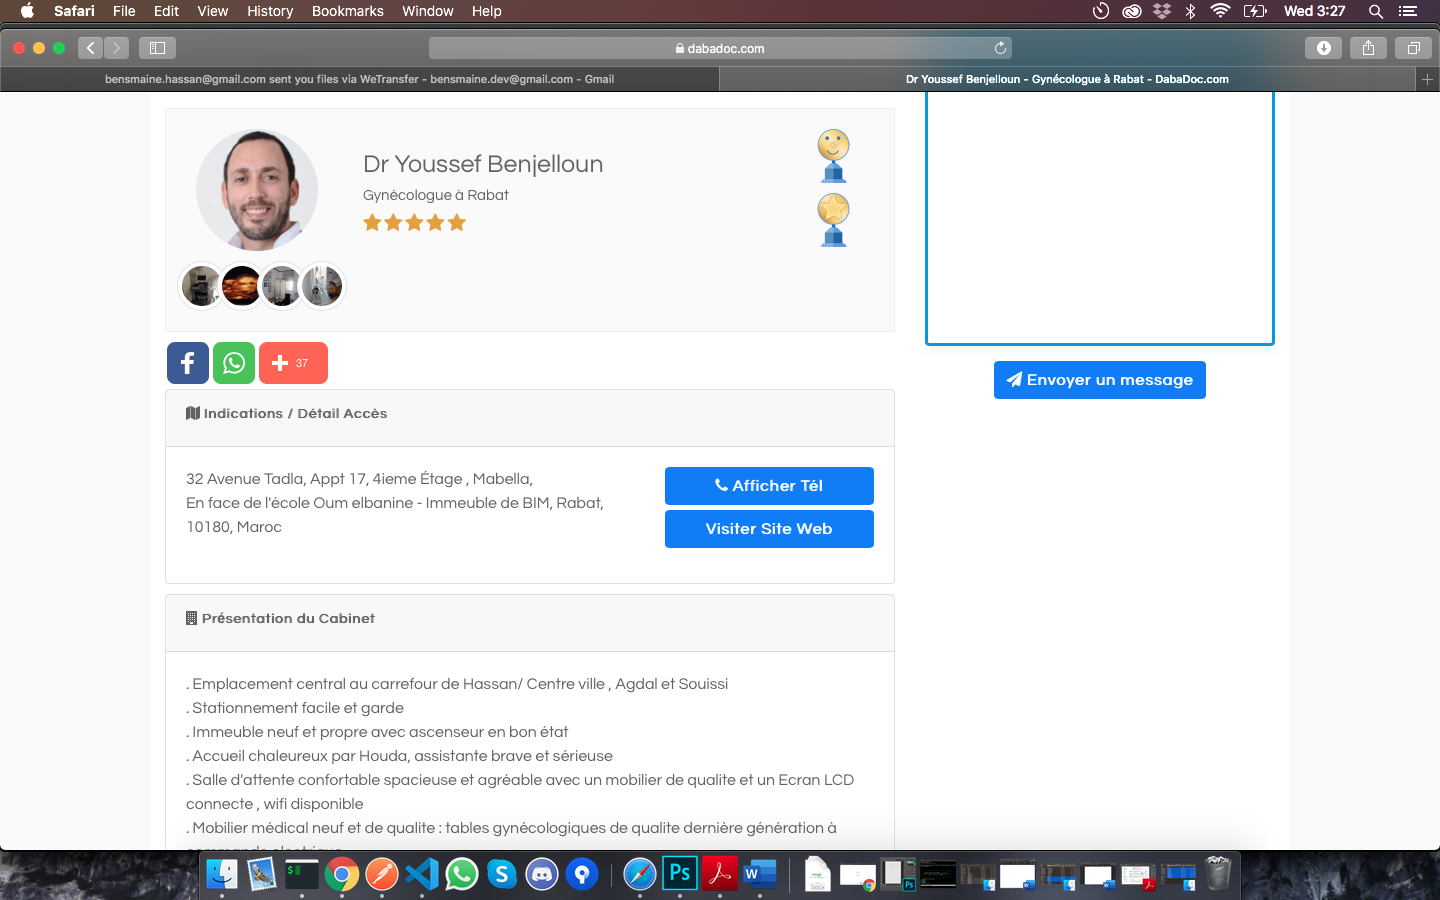 Safari File Edit View History Bookmarks Window Help Wed 3:27
dabadoc.com
bensmaine.hassan@gmail.com sent you files via WeTransfer - bensmaine.dev@gmail.com - Gmail
Dr Youssef Benjelloun - Gynécologue à Rabat - DabaDoc.com
Dr Youssef Benjelloun
Gynécologue à Rabat
37
Envoyer un message
Indications / Détail Accès
32 Avenue Tadla, Appt 17, 4ieme Étage , Mabella,
En face de l'école Oum elbanine - Immeuble de BIM, Rabat,
10180, Maroc
Afficher Tél
Visiter Site Web
Présentation du Cabinet
. Emplacement central au carrefour de Hassan/ Centre ville , Agdal et Souissi
. Stationnement facile et garde
. Immeuble neuf et propre avec ascenseur en bon état
. Accueil chaleureux par Houda, assistante brave et sérieuse
. Salle d'attente confortable spacieuse et agréable avec un mobilier de qualite et un Ecran LCD
connecte , wifi disponible
. Mobilier médical neuf et de qualite : tables gynécologiques de qualite dernière génération à
commande electrique
Ps
W
DOCX